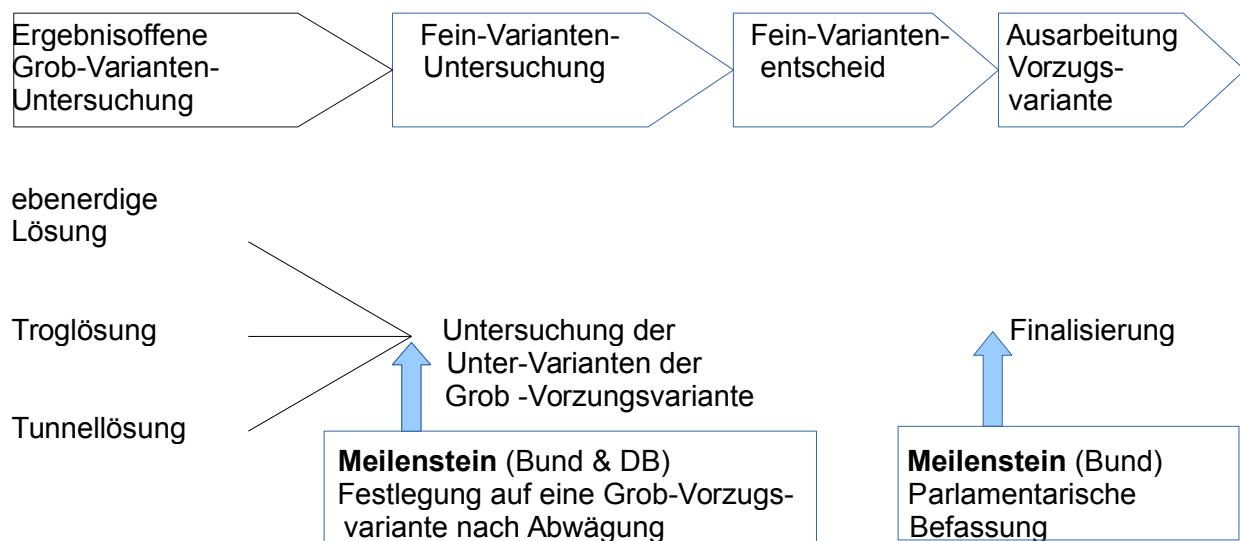 Ergebnisoffene
Grob-Varianten-
Untersuchung
Fein-Varianten-
Untersuchung
Fein-Varianten-
entscheid
Ausarbeitung
Vorzugs-
variante
ebenerdige
Lösung
Troglösung
Tunnellösung
Untersuchung der
Unter-Varianten der
Grob -Vorzungsvariante
Finalisierung
Meilenstein (Bund & DB)
Festlegung auf eine Grob-Vorzugs-
variante nach Abwägung
Meilenstein (Bund)
Parlamentarische
Befassung